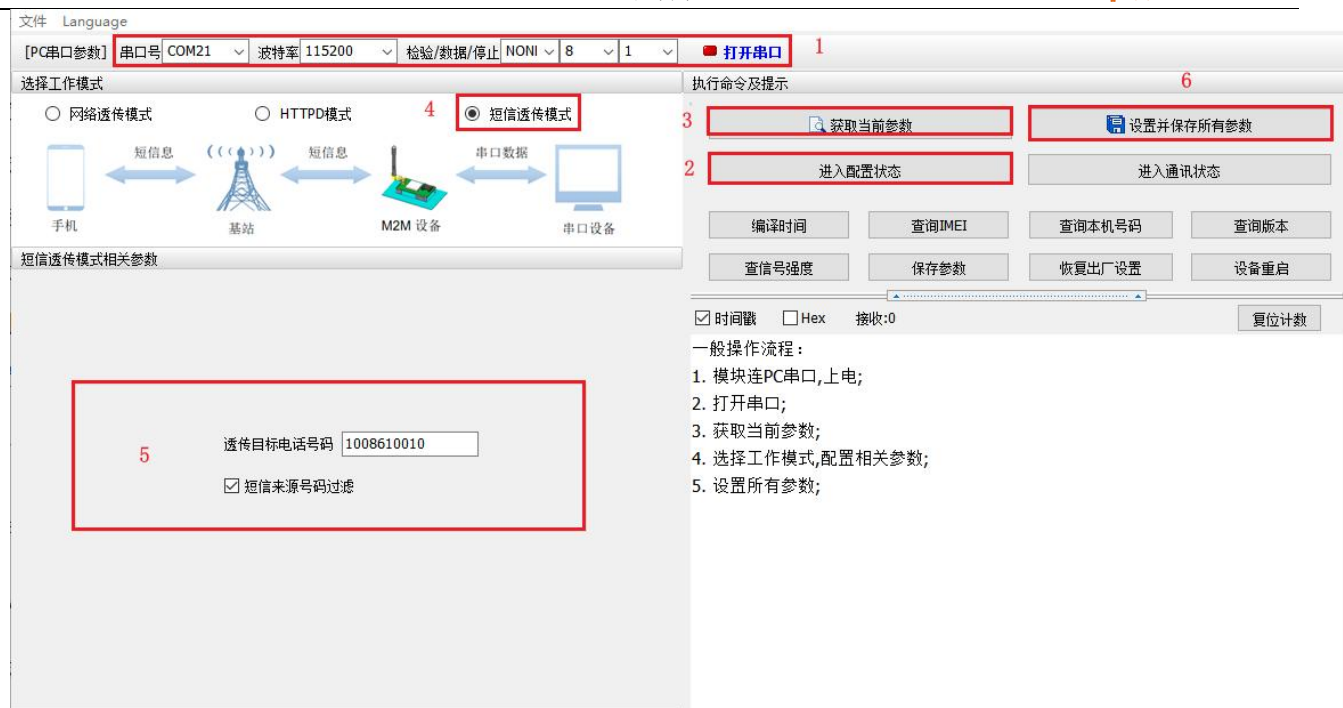 文件 Language
[PC串口参数] 串口号 COM21 波特率 115200 检验/数据/停止 NONI 8 1 打开串口 1
选择工作模式
网络透传模式 HTTPD模式 4 短信透传模式
短信息 短信息 串口数据
手机 基站 M2M 设备 串口设备
短信透传模式相关参数
5
透传目标电话号码 1008610010
短信来源号码过滤
执行命令及提示 6
3 获取当前参数 设置并保存所有参数
2 进入配置状态 进入通讯状态
编译时间 查询IMEI 查询本机号码 查询版本
查信号强度 保存参数 恢复出厂设置 设备重启
时间戳 Hex 接收:0 复位计数
一般操作流程：
1. 模块连PC串口,上电;
2. 打开串口;
3. 获取当前参数;
4. 选择工作模式,配置相关参数;
5. 设置所有参数;